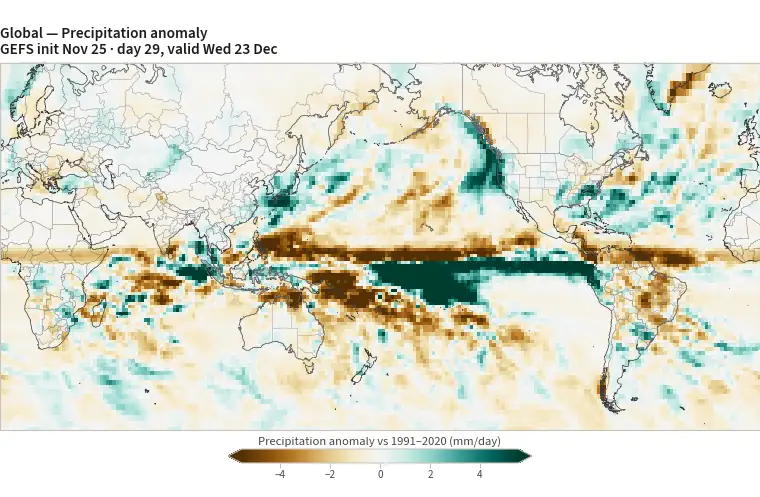 Global — Precipitation anomaly
GEFS init Nov 25 · day 29, valid Wed 23 Dec
Precipitation anomaly vs 1991–2020 (mm/day)
−4 −2 0 2 4